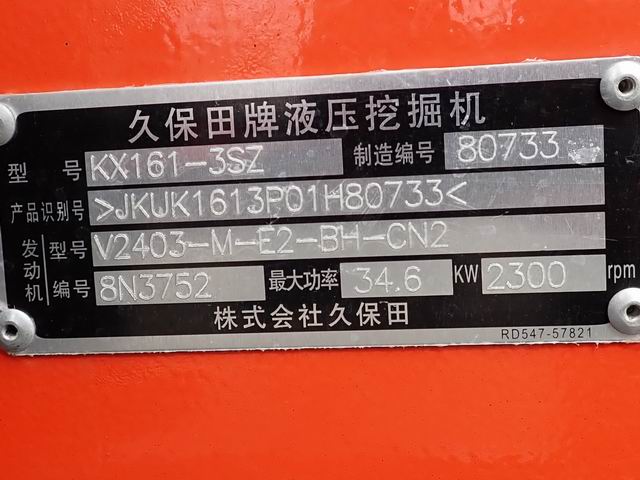 久保田牌液压挖掘机
型 号 KX161-3SZ 制造编号 80733
产品识别号 >JKUK1613P01H80733<
发动机 型号 V2403-M-E2-BH-CN2
编号 8N3752 最大功率 34.6 KW 2300 rpm
株式会社久保田
RD547-57821